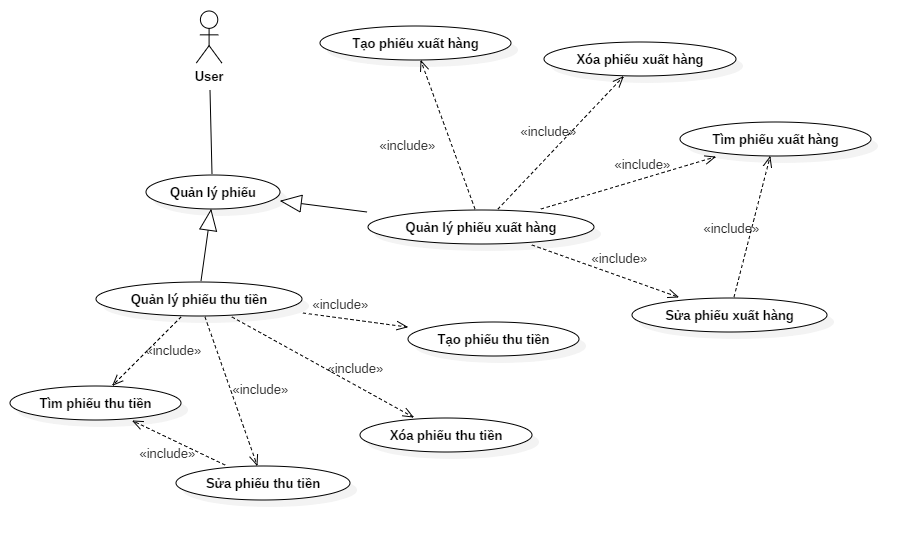 User
Tạo phiếu xuất hàng
Xóa phiếu xuất hàng
Tìm phiếu xuất hàng
«include»
«include»
«include»
Quản lý phiếu
Quản lý phiếu xuất hàng
«include»
«include»
Quản lý phiếu thu tiền
«include»
Sửa phiếu xuất hàng
Tạo phiếu thu tiền
«include»
«include»
«include»
Tìm phiếu thu tiền
Xóa phiếu thu tiền
«include»
Sửa phiếu thu tiền